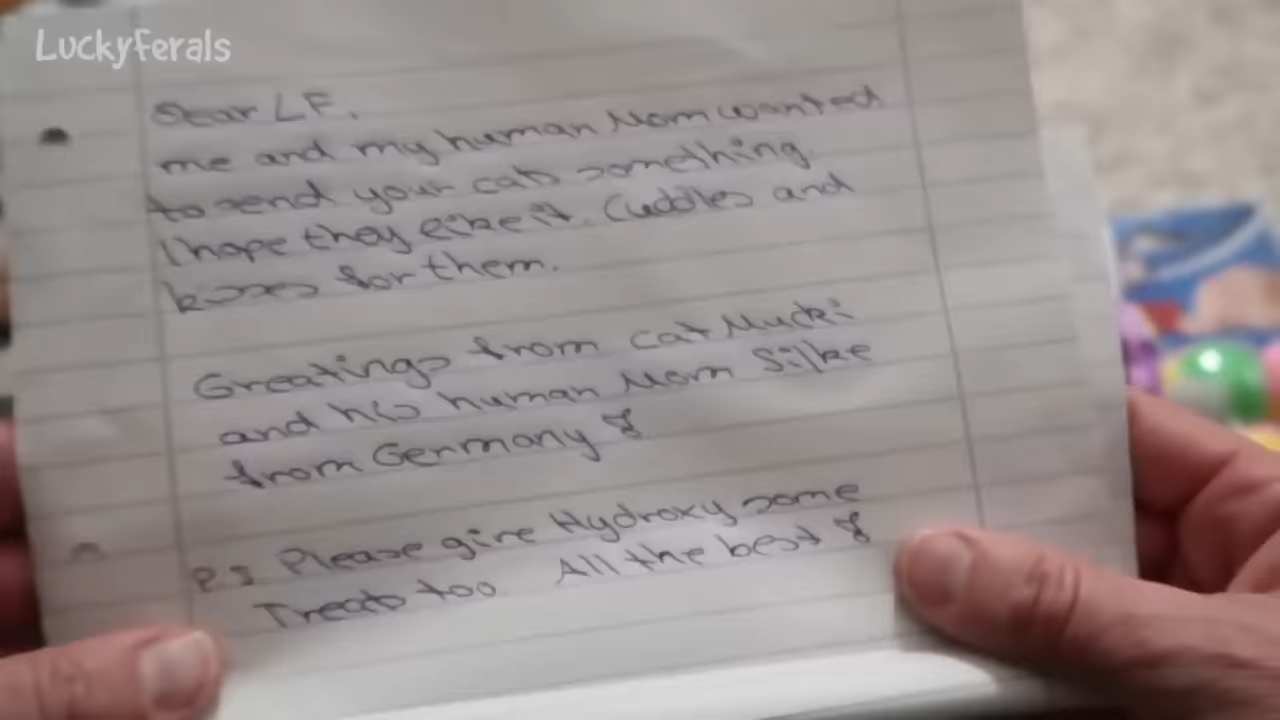 LuckyFerals
Dear LF,
me and my human Mom wanted
to send your cats something.
I hope they like it. Cuddles and
kisses for them.
Greatings from cat Mucki
and his human Mom Silke
from Germany
P.S Please give Hydroxy some
Treats too. All the best